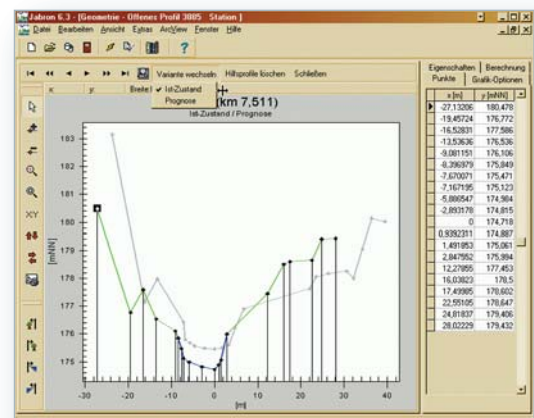 Jabron 6.3 - [Geometrie - Offenes Profil 3885 Station ]
Datei Bearbeiten Ansicht Extras ArcView Fenster Hilfe
Variante wechseln Hilfsprofile löschen Schließen
x: y: Breite:
Ist-Zustand
Prognose
(km 7,511)
Ist-Zustand / Prognose
[mNN]
183
182
181
180
179
178
177
176
175
-30 -20 -10 0 10 20 30 40
[m]
XY
Eigenschaften Berechnung
Punkte Grafik-Optionen
x [m] y [mNN]
-27,13206 180,478
-19,45724 176,772
-16,52831 177,586
-13,53636 176,536
-9,081151 176,106
-8,396979 175,849
-7,670071 175,471
-7,167195 175,123
-5,886547 174,984
-2,893178 174,815
0 174,718
0,9392311 174,887
1,491853 175,061
2,847552 175,994
12,27855 177,453
16,03823 178,5
17,49985 178,602
22,55105 178,647
24,81837 179,406
28,02229 179,432